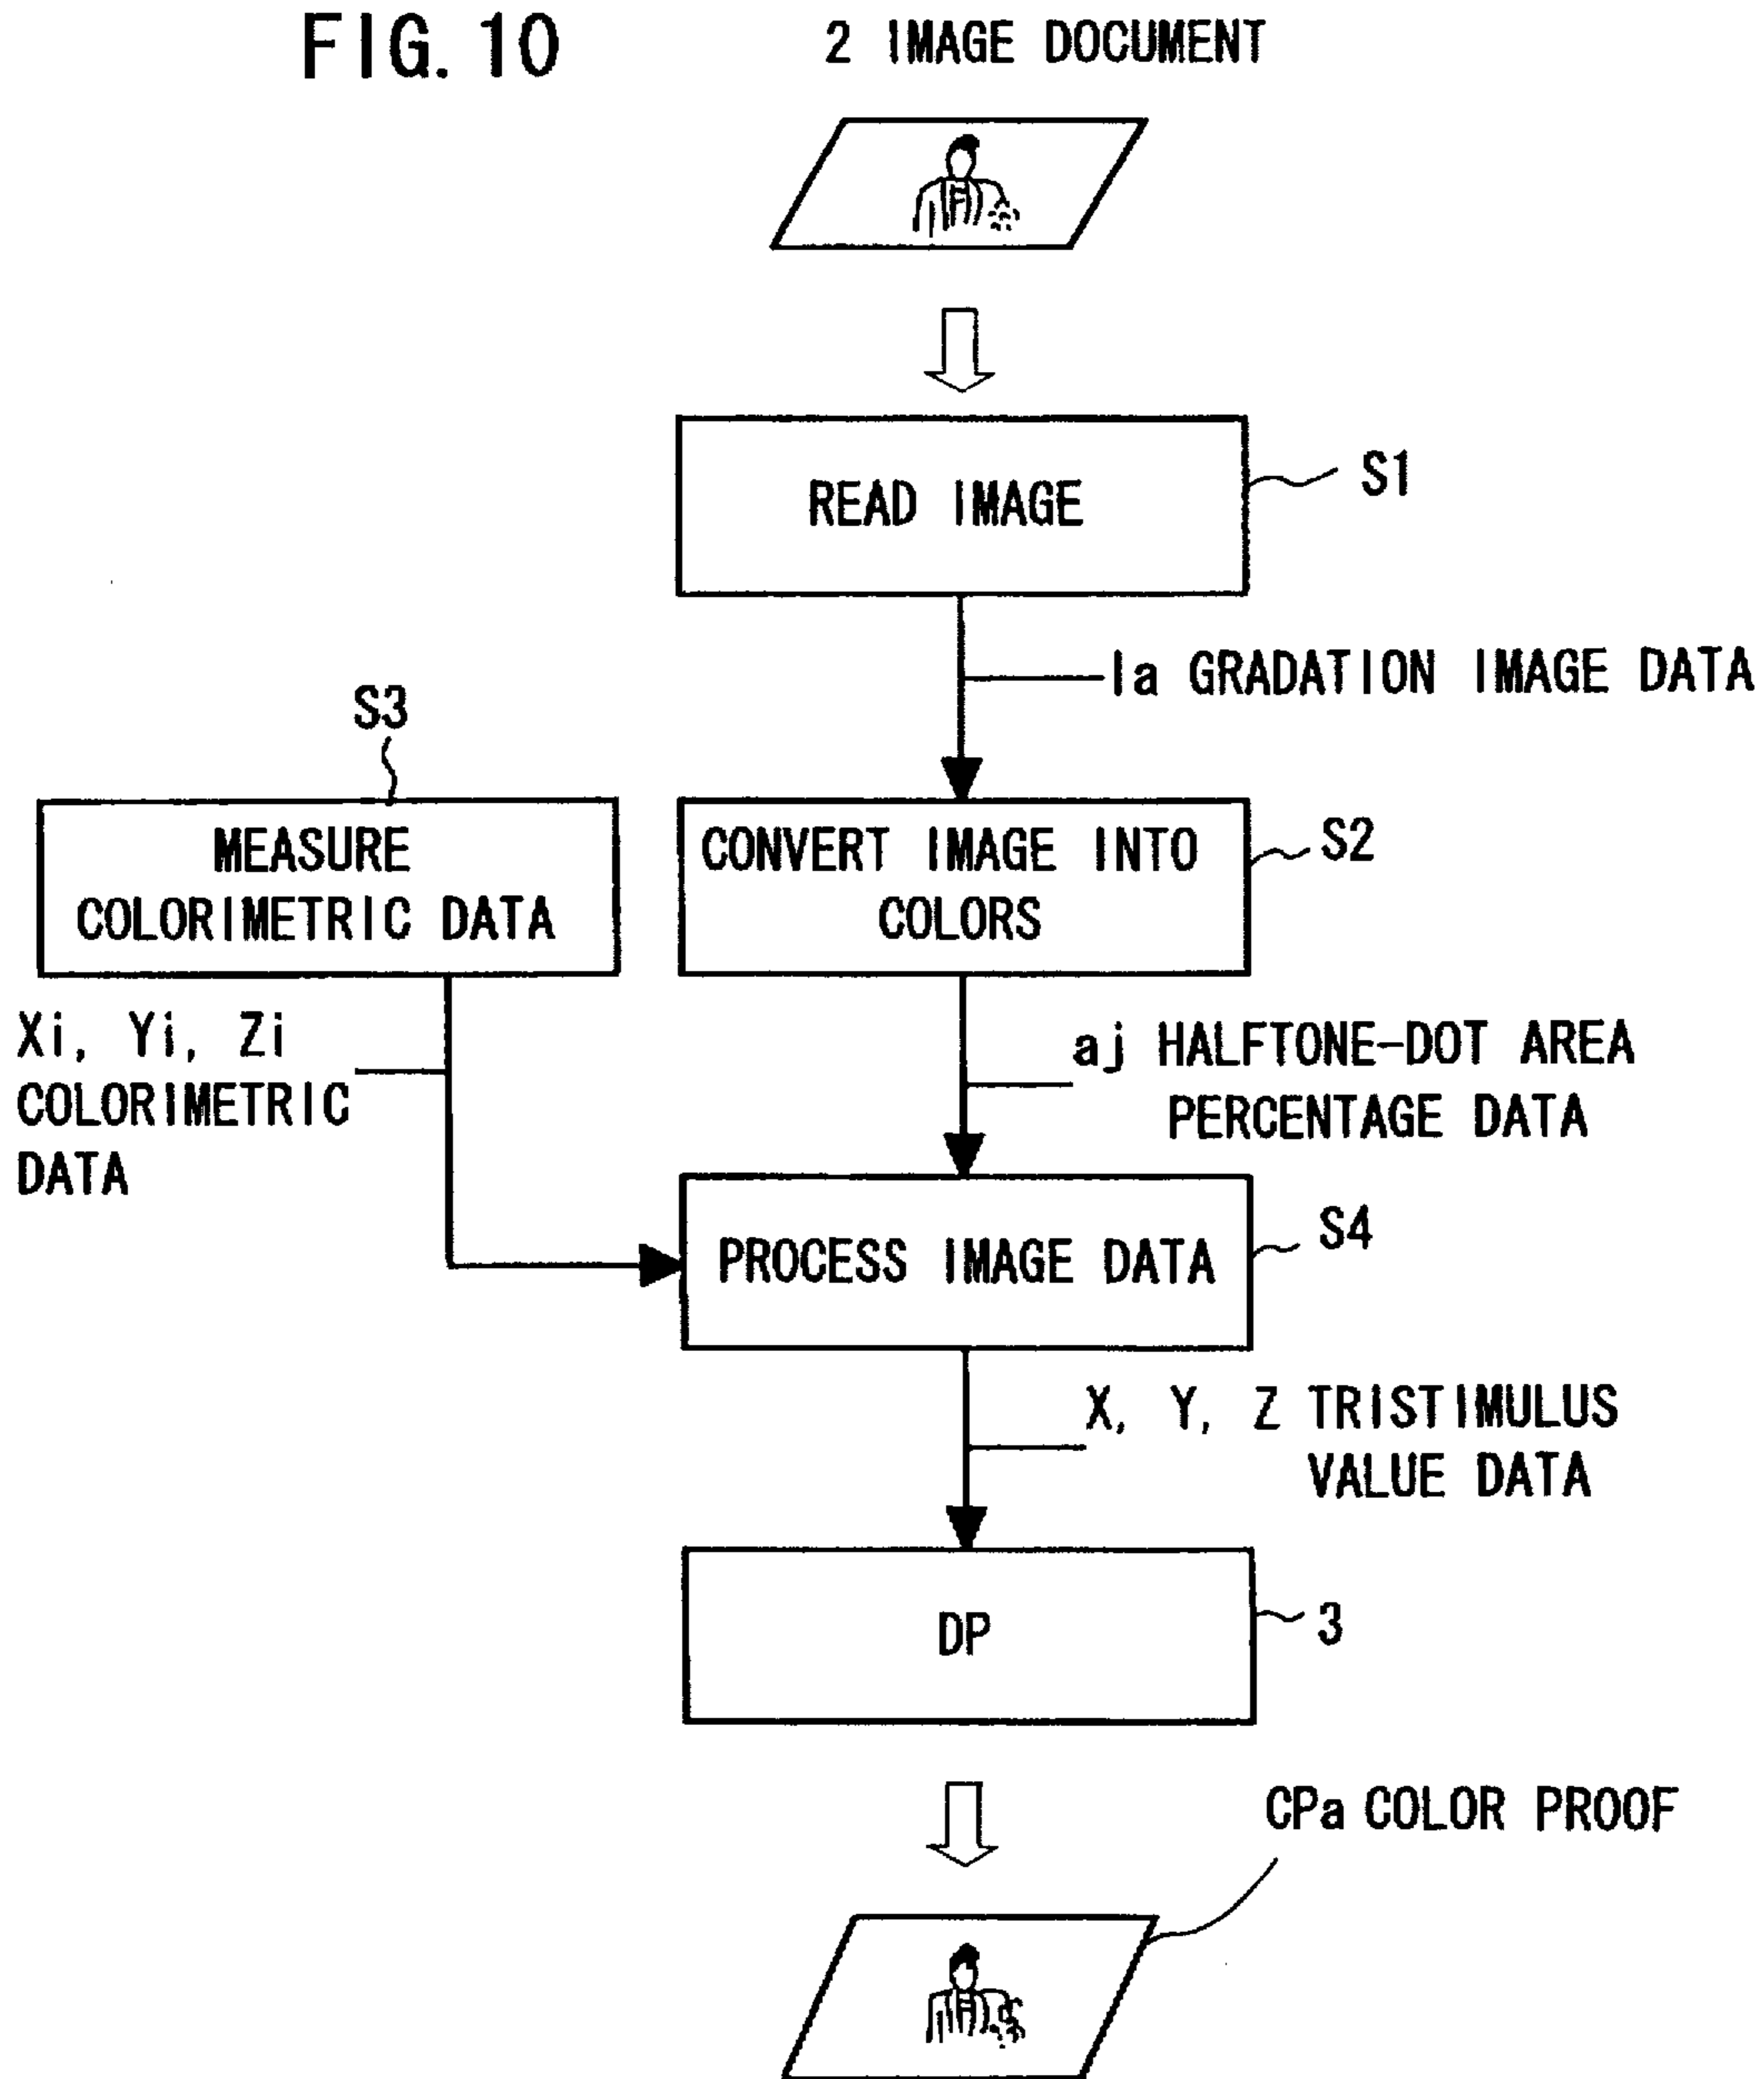 FIG. 10
2 IMAGE DOCUMENT
READ IMAGE
S1
Ia GRADATION IMAGE DATA
S3
MEASURE
COLORIMETRIC DATA
CONVERT IMAGE INTO
COLORS
S2
Xi, Yi, Zi
COLORIMETRIC
DATA
aj HALFTONE-DOT AREA
PERCENTAGE DATA
PROCESS IMAGE DATA
S4
X, Y, Z TRISTIMULUS
VALUE DATA
DP
3
CPa COLOR PROOF